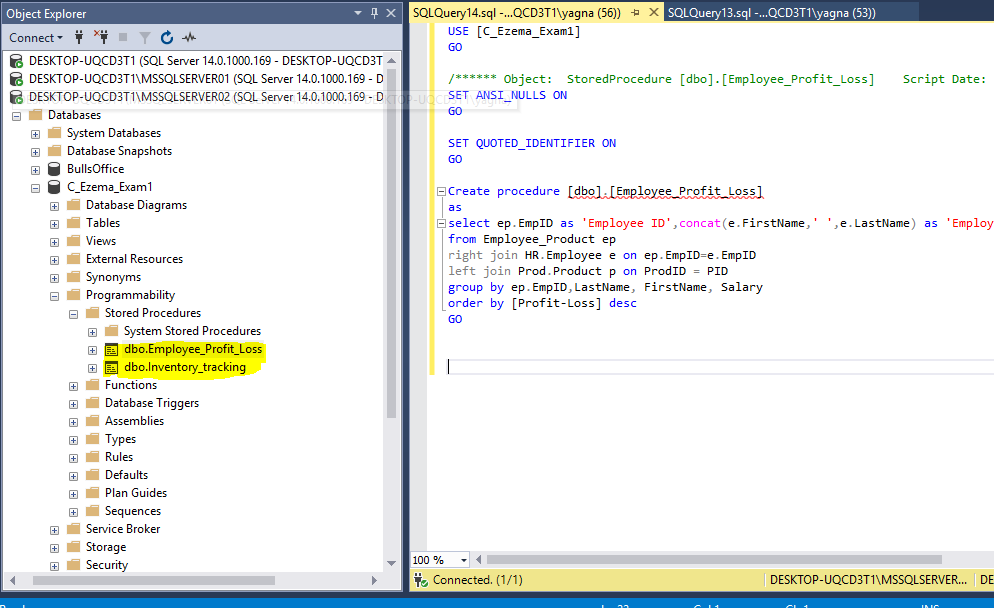 Object Explorer
Connect
DESKTOP-UQCD3T1 (SQL Server 14.0.1000.169 - DESKTOP-UQCD3T
DESKTOP-UQCD3T1\MSSQLSERVER01 (SQL Server 14.0.1000.169 - D
DESKTOP-UQCD3T1\MSSQLSERVER02 (SQL Server 14.0.1000.169 - D
Databases
System Databases
Database Snapshots
BullsOffice
C_Ezema_Exam1
Database Diagrams
Tables
Views
External Resources
Synonyms
Programmability
Stored Procedures
System Stored Procedures
dbo.Employee_Profit_Loss
dbo.Inventory_tracking
Functions
Database Triggers
Assemblies
Types
Rules
Defaults
Plan Guides
Sequences
Service Broker
Storage
Security
SQLQuery14.sql -...QCD3T1\yagna (56))
SQLQuery13.sql -...QCD3T1\yagna (53))
USE [C_Ezema_Exam1]
GO
/****** Object:  StoredProcedure [dbo].[Employee_Profit_Loss]    Script Date:
SET ANSI_NULLS ON
GO
SET QUOTED_IDENTIFIER ON
GO
Create procedure [dbo].[Employee_Profit_Loss]
as
select ep.EmpID as 'Employee ID',concat(e.FirstName,' ',e.LastName) as 'Employ
from Employee_Product ep
right join HR.Employee e on ep.EmpID=e.EmpID
left join Prod.Product p on ProdID = PID
group by ep.EmpID,LastName, FirstName, Salary
order by [Profit-Loss] desc
GO
100 %
Connected. (1/1)
DESKTOP-UQCD3T1\MSSQLSERVER...
DE